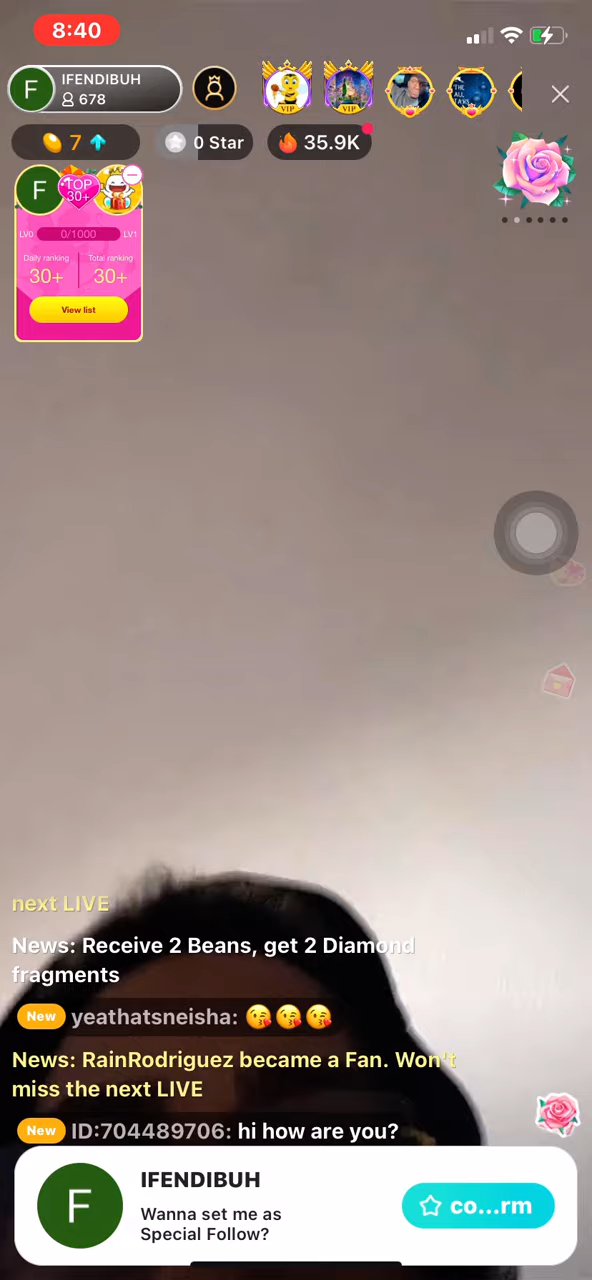 8:40
F
IFENDIBUH
678
VIP
VIP
7
0 Star
35.9K
F
TOP
30+
LV0
0/1000
LV1
Daily ranking
Total ranking
30+
30+
View list
next LIVE
News: Receive 2 Beans, get 2 Diamond
fragments
New yeathatsneisha: 😘😘😘
News: RainRodriguez became a Fan. Won't
miss the next LIVE
New ID:704489706: hi how are you?
F
IFENDIBUH
Wanna set me as
Special Follow?
co...rm